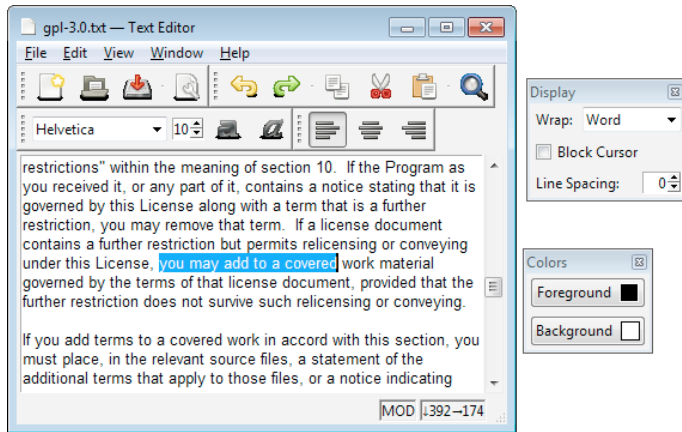 gpl-3.0.txt — Text Editor
File Edit View Window Help
Helvetica 10
restrictions" within the meaning of section 10.  If the Program as
you received it, or any part of it, contains a notice stating that it is
governed by this License along with a term that is a further
restriction, you may remove that term.  If a license document
contains a further restriction but permits relicensing or conveying
under this License, you may add to a covered work material
governed by the terms of that license document, provided that the
further restriction does not survive such relicensing or conveying.
If you add terms to a covered work in accord with this section, you
must place, in the relevant source files, a statement of the
additional terms that apply to those files, or a notice indicating
MOD ↓392→174
Display
Wrap: Word
Block Cursor
Line Spacing: 0
Colors
Foreground
Background